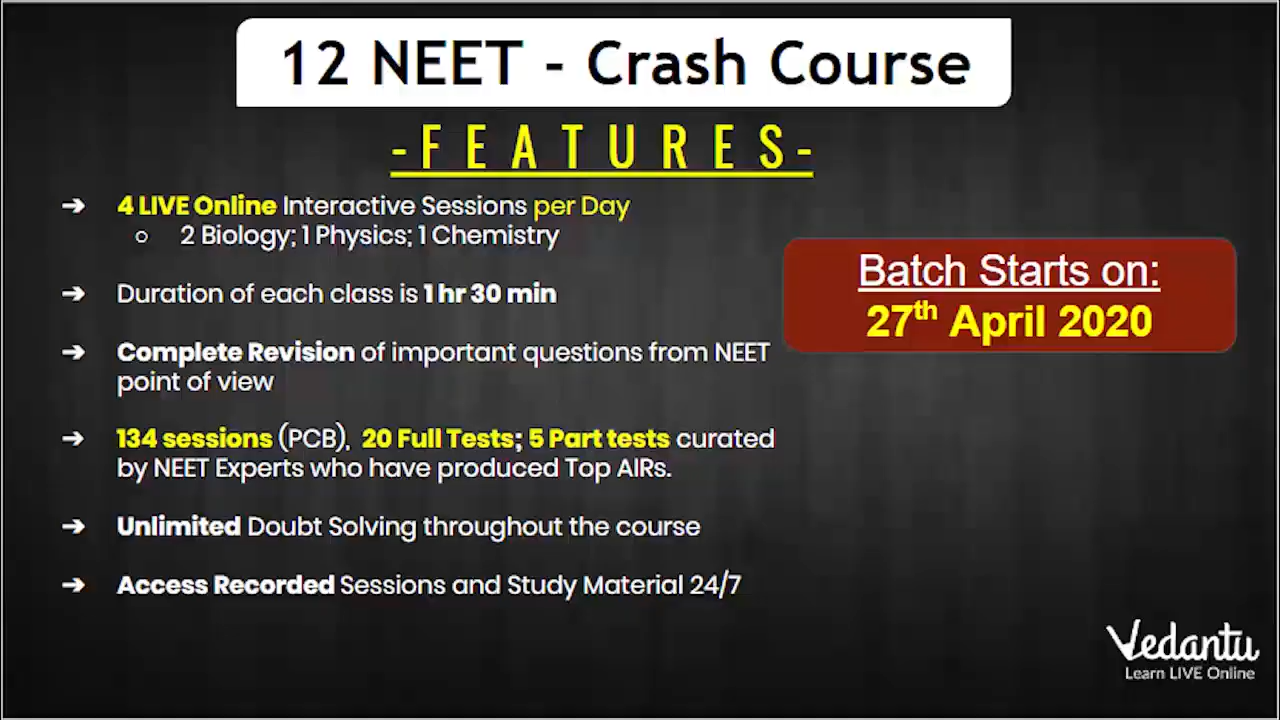 12 NEET - Crash Course
-FEATURES-
➔ 4 LIVE Online Interactive Sessions per Day
○ 2 Biology; 1 Physics; 1 Chemistry
➔ Duration of each class is 1 hr 30 min
➔ Complete Revision of important questions from NEET
point of view
➔ 134 sessions (PCB), 20 Full Tests; 5 Part tests curated
by NEET Experts who have produced Top AIRs.
➔ Unlimited Doubt Solving throughout the course
➔ Access Recorded Sessions and Study Material 24/7
Batch Starts on:
27th April 2020
Vedantu
Learn LIVE Online